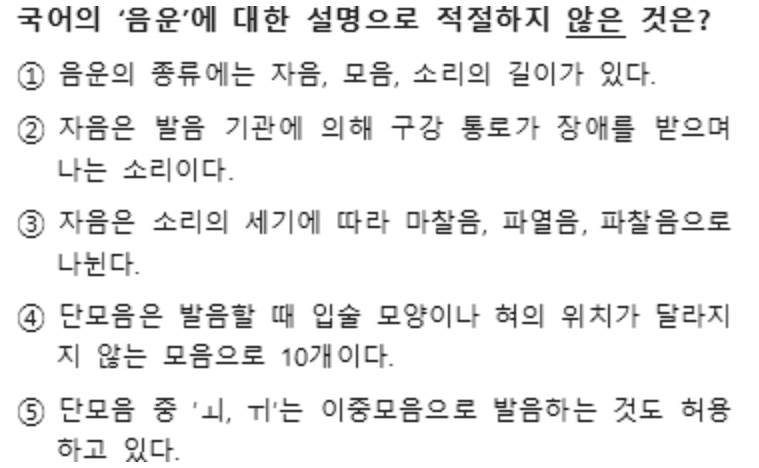 국어의 ‘음운’에 대한 설명으로 적절하지 않은 것은?
① 음운의 종류에는 자음, 모음, 소리의 길이가 있다.
② 자음은 발음 기관에 의해 구강 통로가 장애를 받으며
나는 소리이다.
③ 자음은 소리의 세기에 따라 마찰음, 파열음, 파찰음으로
나뉜다.
④ 단모음은 발음할 때 입술 모양이나 혀의 위치가 달라지
지 않는 모음으로 10개이다.
⑤ 단모음 중 ‘ㅚ, ㅟ’는 이중모음으로 발음하는 것도 허용
하고 있다.